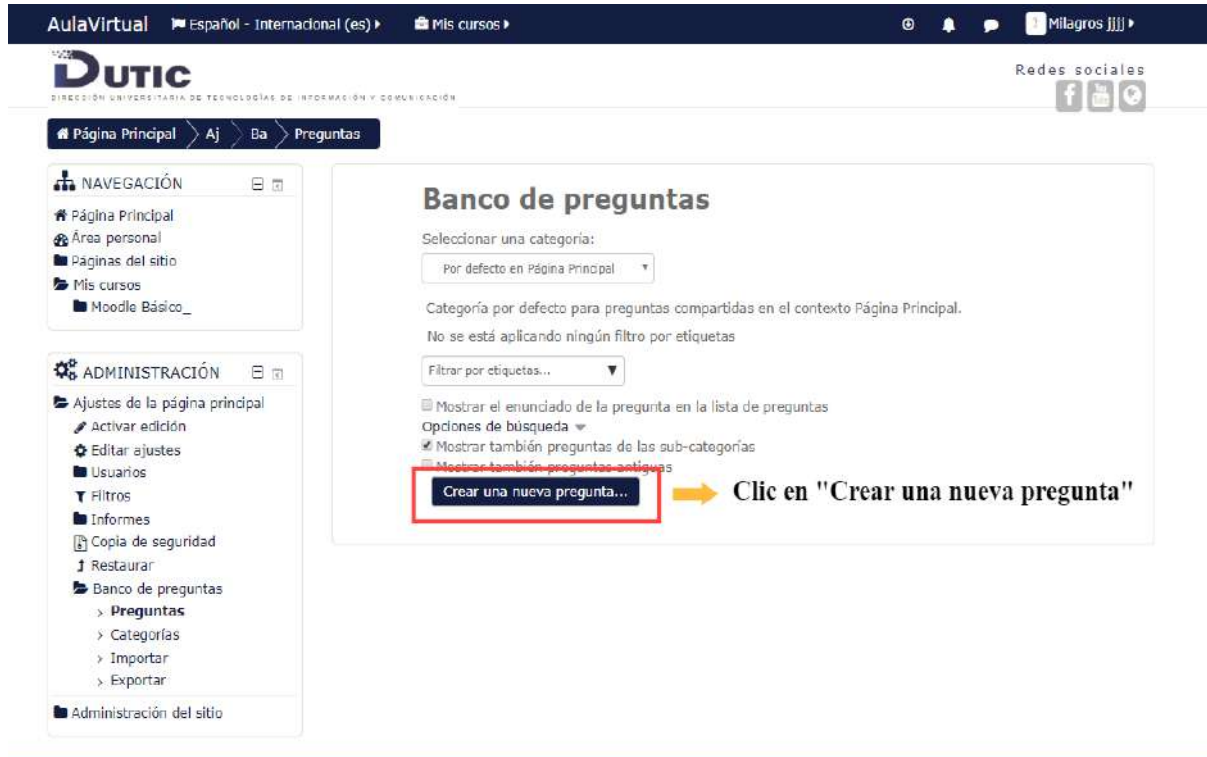 AulaVirtual Español - Internacional (es) Mis cursos Milagros jjjj
DUTIC
DIRECCIÓN UNIVERSITARIA DE TECNOLOGÍAS DE INFORMACIÓN Y COMUNICACIÓN
Redes sociales
Página Principal Aj Ba Preguntas
NAVEGACIÓN
Página Principal
Área personal
Páginas del sitio
Mis cursos
Moodle Básico_
ADMINISTRACIÓN
Ajustes de la página principal
Activar edición
Editar ajustes
Usuarios
Filtros
Informes
Copia de seguridad
Restaurar
Banco de preguntas
Preguntas
Categorías
Importar
Exportar
Administración del sitio
Banco de preguntas
Seleccionar una categoría:
Por defecto en Página Principal
Categoría por defecto para preguntas compartidas en el contexto Página Principal.
No se está aplicando ningún filtro por etiquetas
Filtrar por etiquetas...
Mostrar el enunciado de la pregunta en la lista de preguntas
Opciones de búsqueda
Mostrar también preguntas de las sub-categorías
Mostrar también preguntas antiguas
Crear una nueva pregunta...
Clic en "Crear una nueva pregunta"